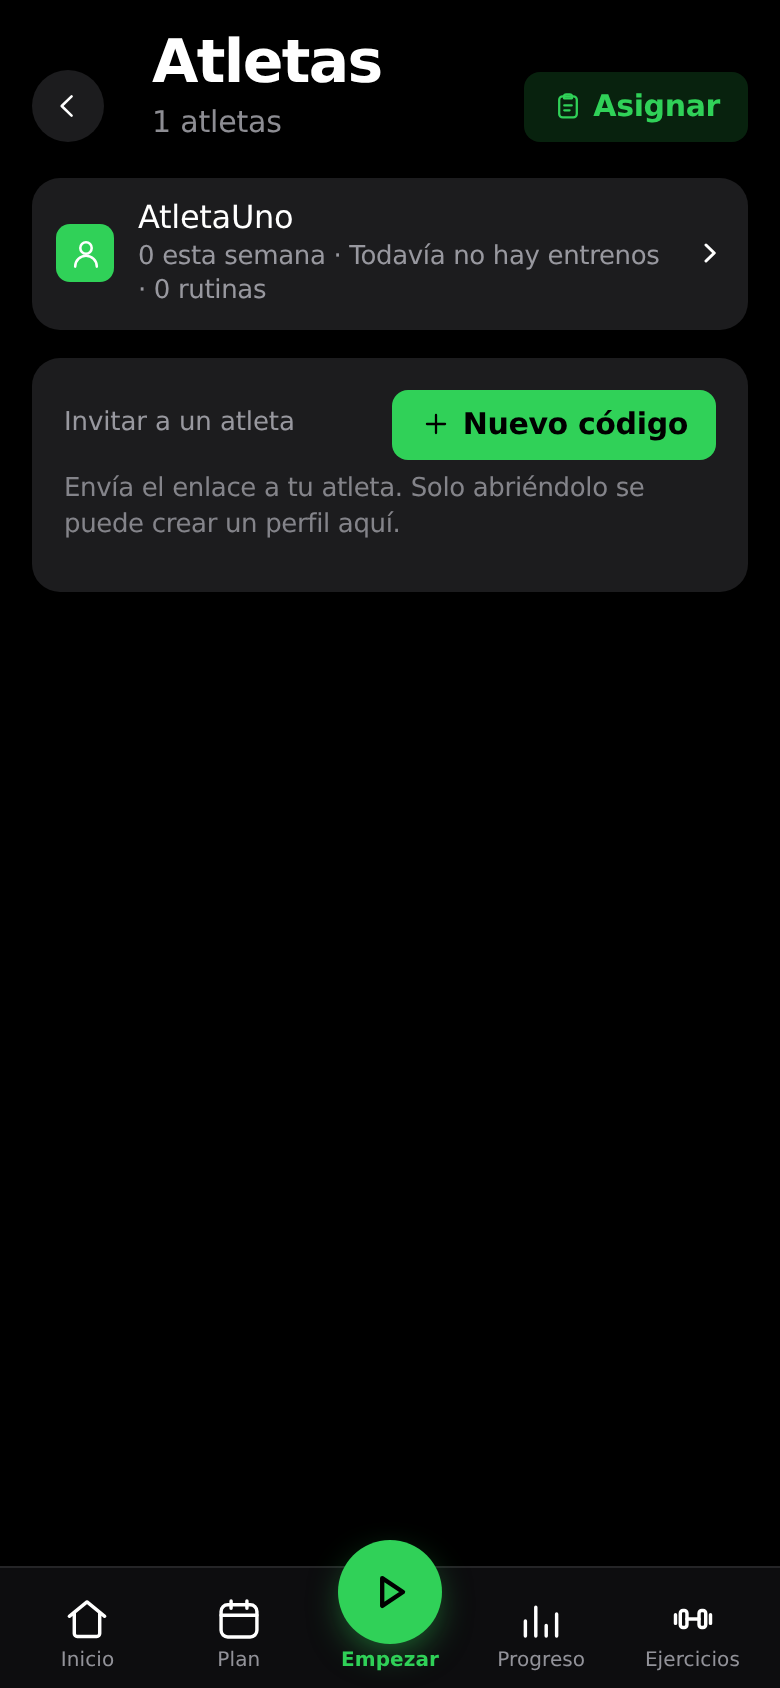 Atletas
1 atletas
Asignar
AtletaUno
0 esta semana · Todavía no hay entrenos
· 0 rutinas
Invitar a un atleta
Nuevo código
Envía el enlace a tu atleta. Solo abriéndolo se
puede crear un perfil aquí.
Inicio
Plan
Empezar
Progreso
Ejercicios